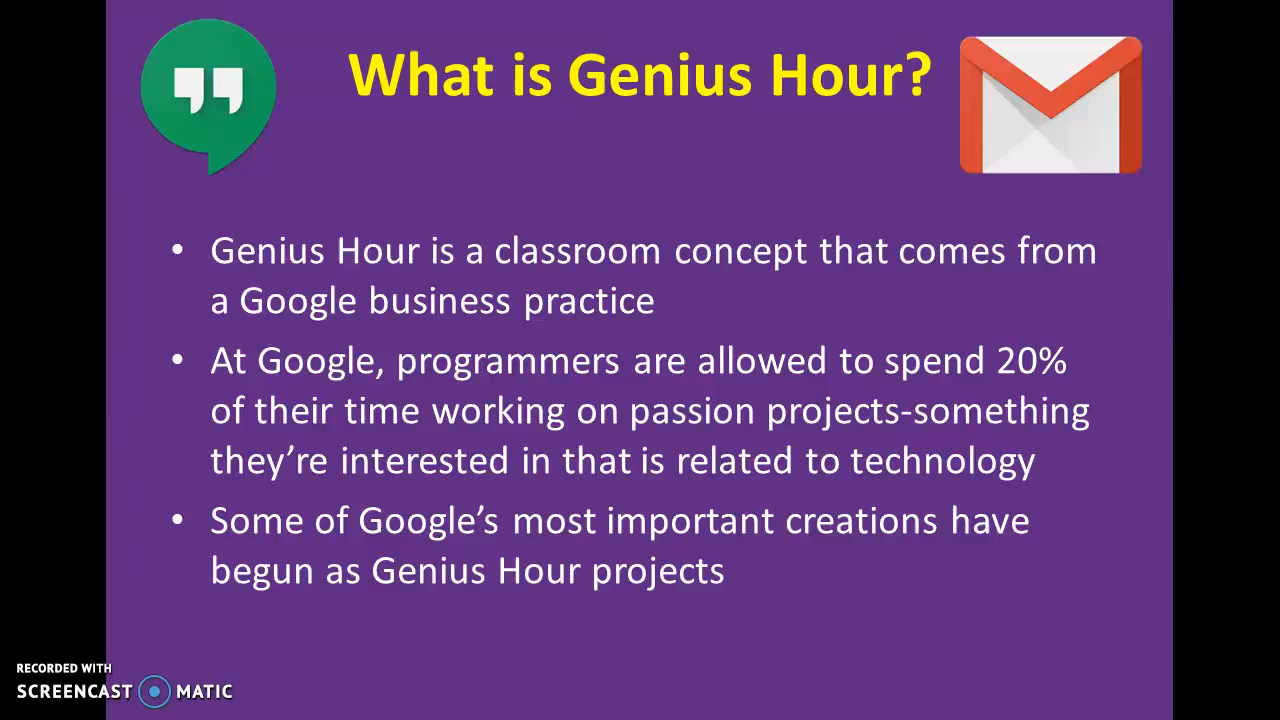 What is Genius Hour?
• Genius Hour is a classroom concept that comes from
a Google business practice
• At Google, programmers are allowed to spend 20%
of their time working on passion projects-something
they’re interested in that is related to technology
• Some of Google’s most important creations have
begun as Genius Hour projects
RECORDED WITH
SCREENCAST MATIC